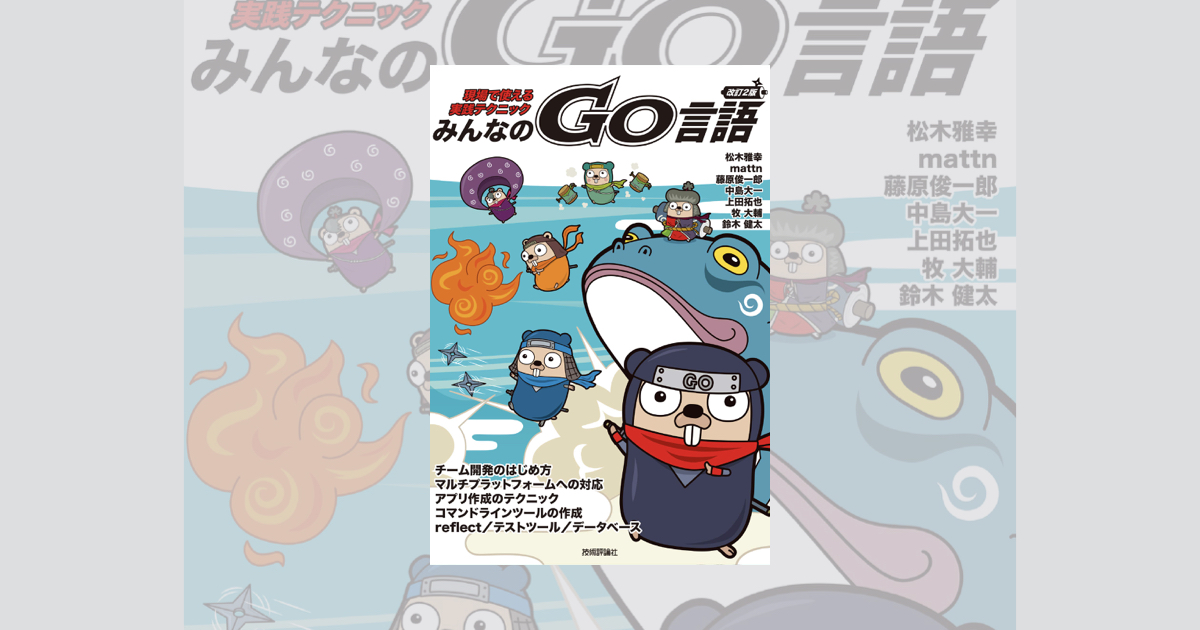 現場で使える
実践テクニック
みんなのGo言語
改訂2版
松木雅幸
mattn
藤原俊一郎
中島大一
上田拓也
牧 大輔
鈴木 健太
GO
チーム開発のはじめ方
マルチプラットフォームへの対応
アプリ作成のテクニック
コマンドラインツールの作成
reflect／テストツール／データベース
技術評論社
実践テクニック
みんなのGo言語
松木雅幸
mattn
藤原俊一郎
中島大一
上田拓也
牧 大輔
鈴木 健太